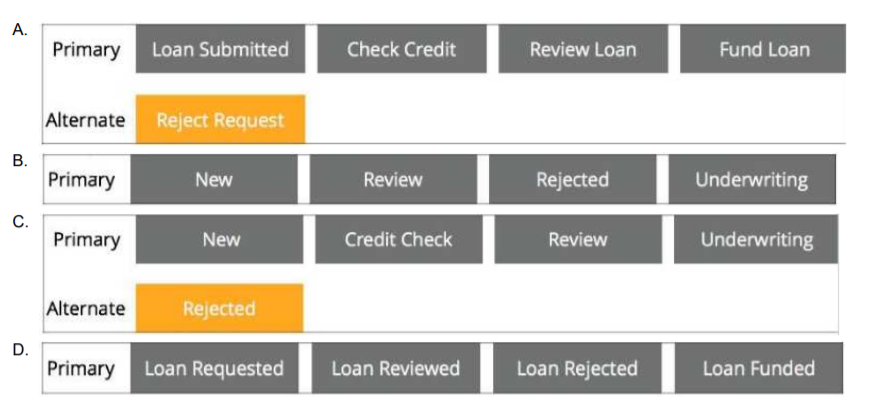 A.
Primary Loan Submitted Check Credit Review Loan Fund Loan
Alternate Reject Request
B.
Primary New Review Rejected Underwriting
C.
Primary New Credit Check Review Underwriting
Alternate Rejected
D.
Primary Loan Requested Loan Reviewed Loan Rejected Loan Funded